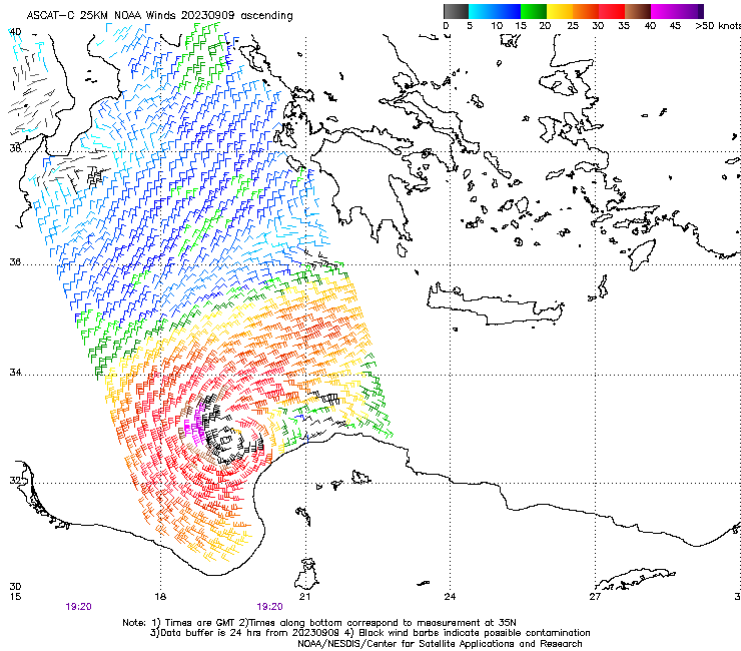 ASCAT-C 25KM NOAA Winds 20230909 ascending
0 5 10 15 20 25 30 35 40 45 >50 knots
40
38
36
34
32
30
15 18 21 24 27 3
19:20 19:20
Note: 1) Times are GMT 2)Times along bottom correspond to measurement at 35N
3)Data buffer is 24 hrs from 20230909 4) Black wind barbs indicate possible contamination
NOAA/NESDIS/Center for Satellite Applications and Research